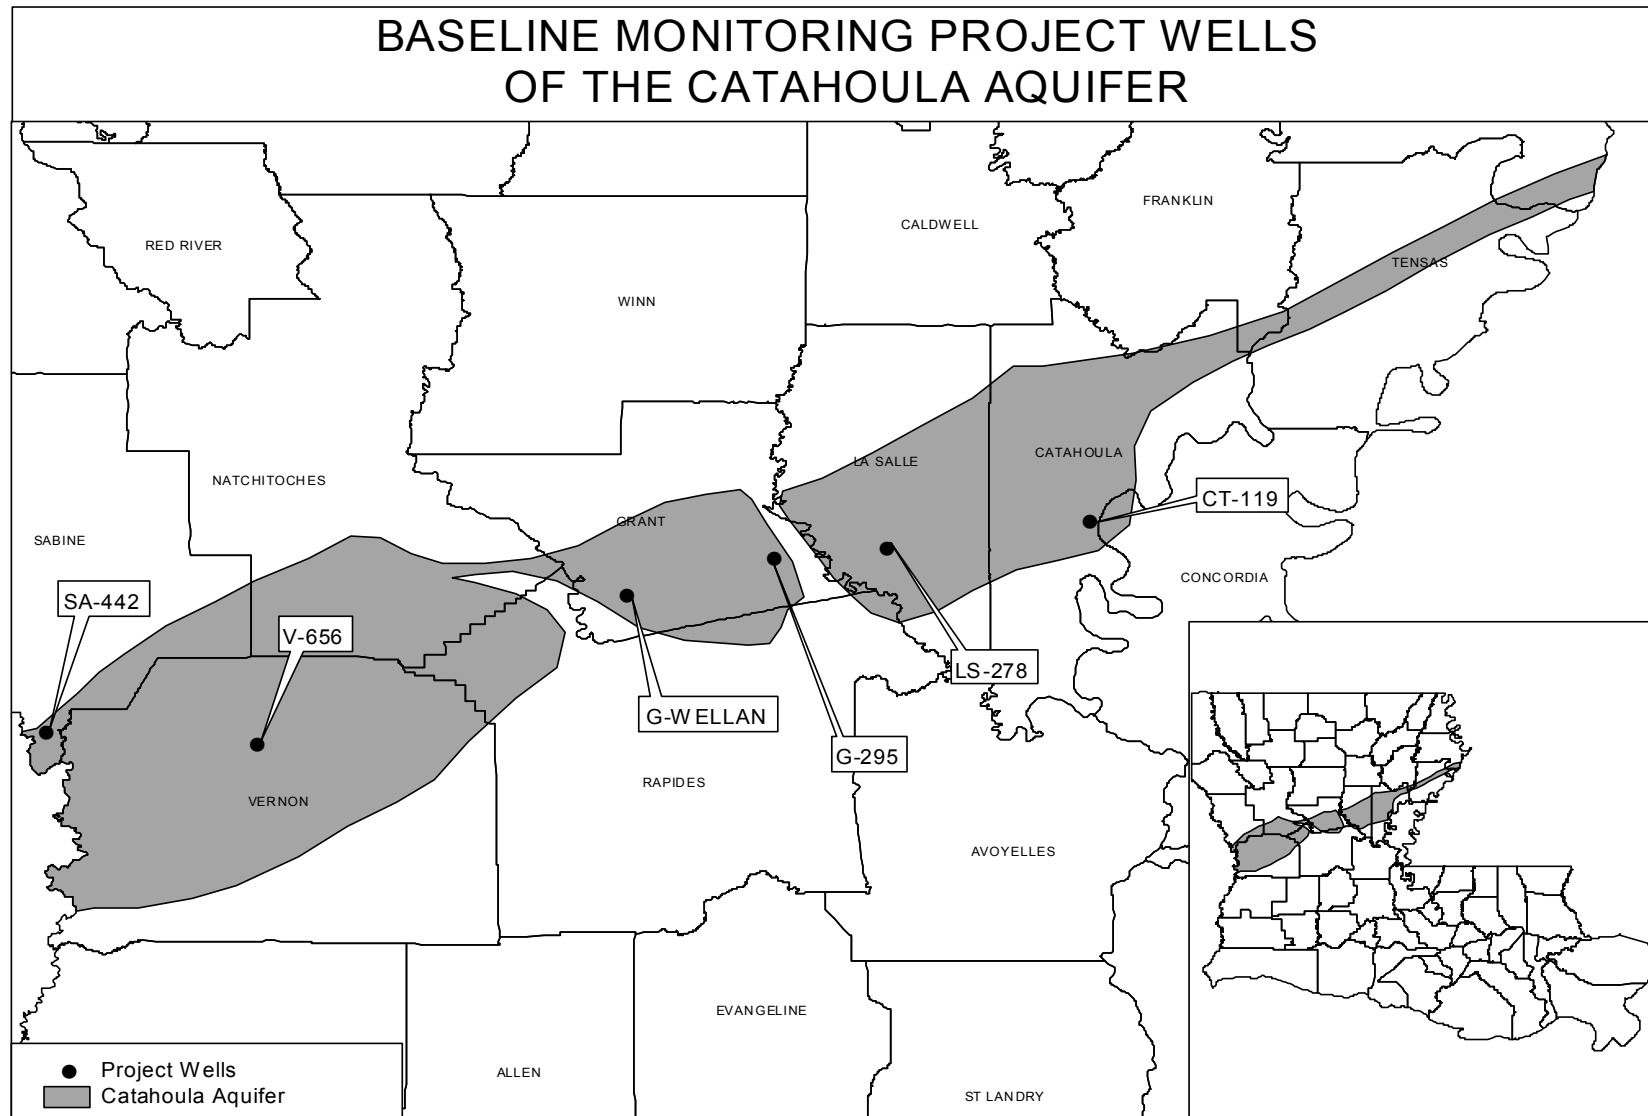 BASELINE MONITORING PROJECT WELLS
OF THE CATAHOULA AQUIFER
FRANKLIN
CALDWELL
RED RIVER
TENSAS
WINN
CATAHOULA
LA SALLE
NATCHITOCHES
CT-119
GRANT
SABINE
CONCORDIA
SA-442
V-656
LS-278
G-WELLAN
G-295
RAPIDES
VERNON
AVOYELLES
EVANGELINE
ALLEN
ST LANDRY
Project Wells
Catahoula Aquifer